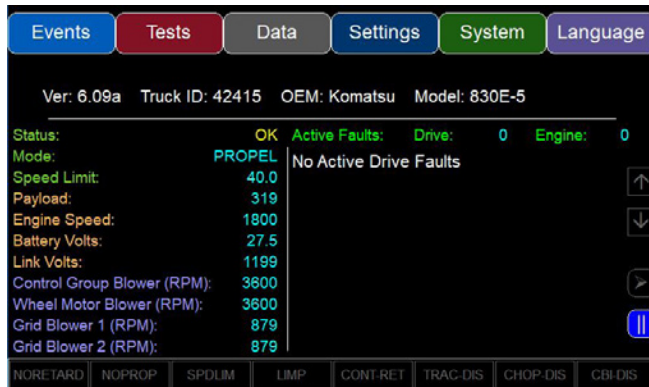 Events Tests Data Settings System Language
Ver: 6.09a Truck ID: 42415 OEM: Komatsu Model: 830E-5
Status: OK Active Faults: Drive: 0 Engine: 0
Mode: PROPEL No Active Drive Faults
Speed Limit: 40.0
Payload: 319
Engine Speed: 1800
Battery Volts: 27.5
Link Volts: 1199
Control Group Blower (RPM): 3600
Wheel Motor Blower (RPM): 3600
Grid Blower 1 (RPM): 879
Grid Blower 2 (RPM): 879
NORETARD NOPROP SPDLIM LIMP CONT-RET TRAC-DIS CHOP-DIS CBI-DIS